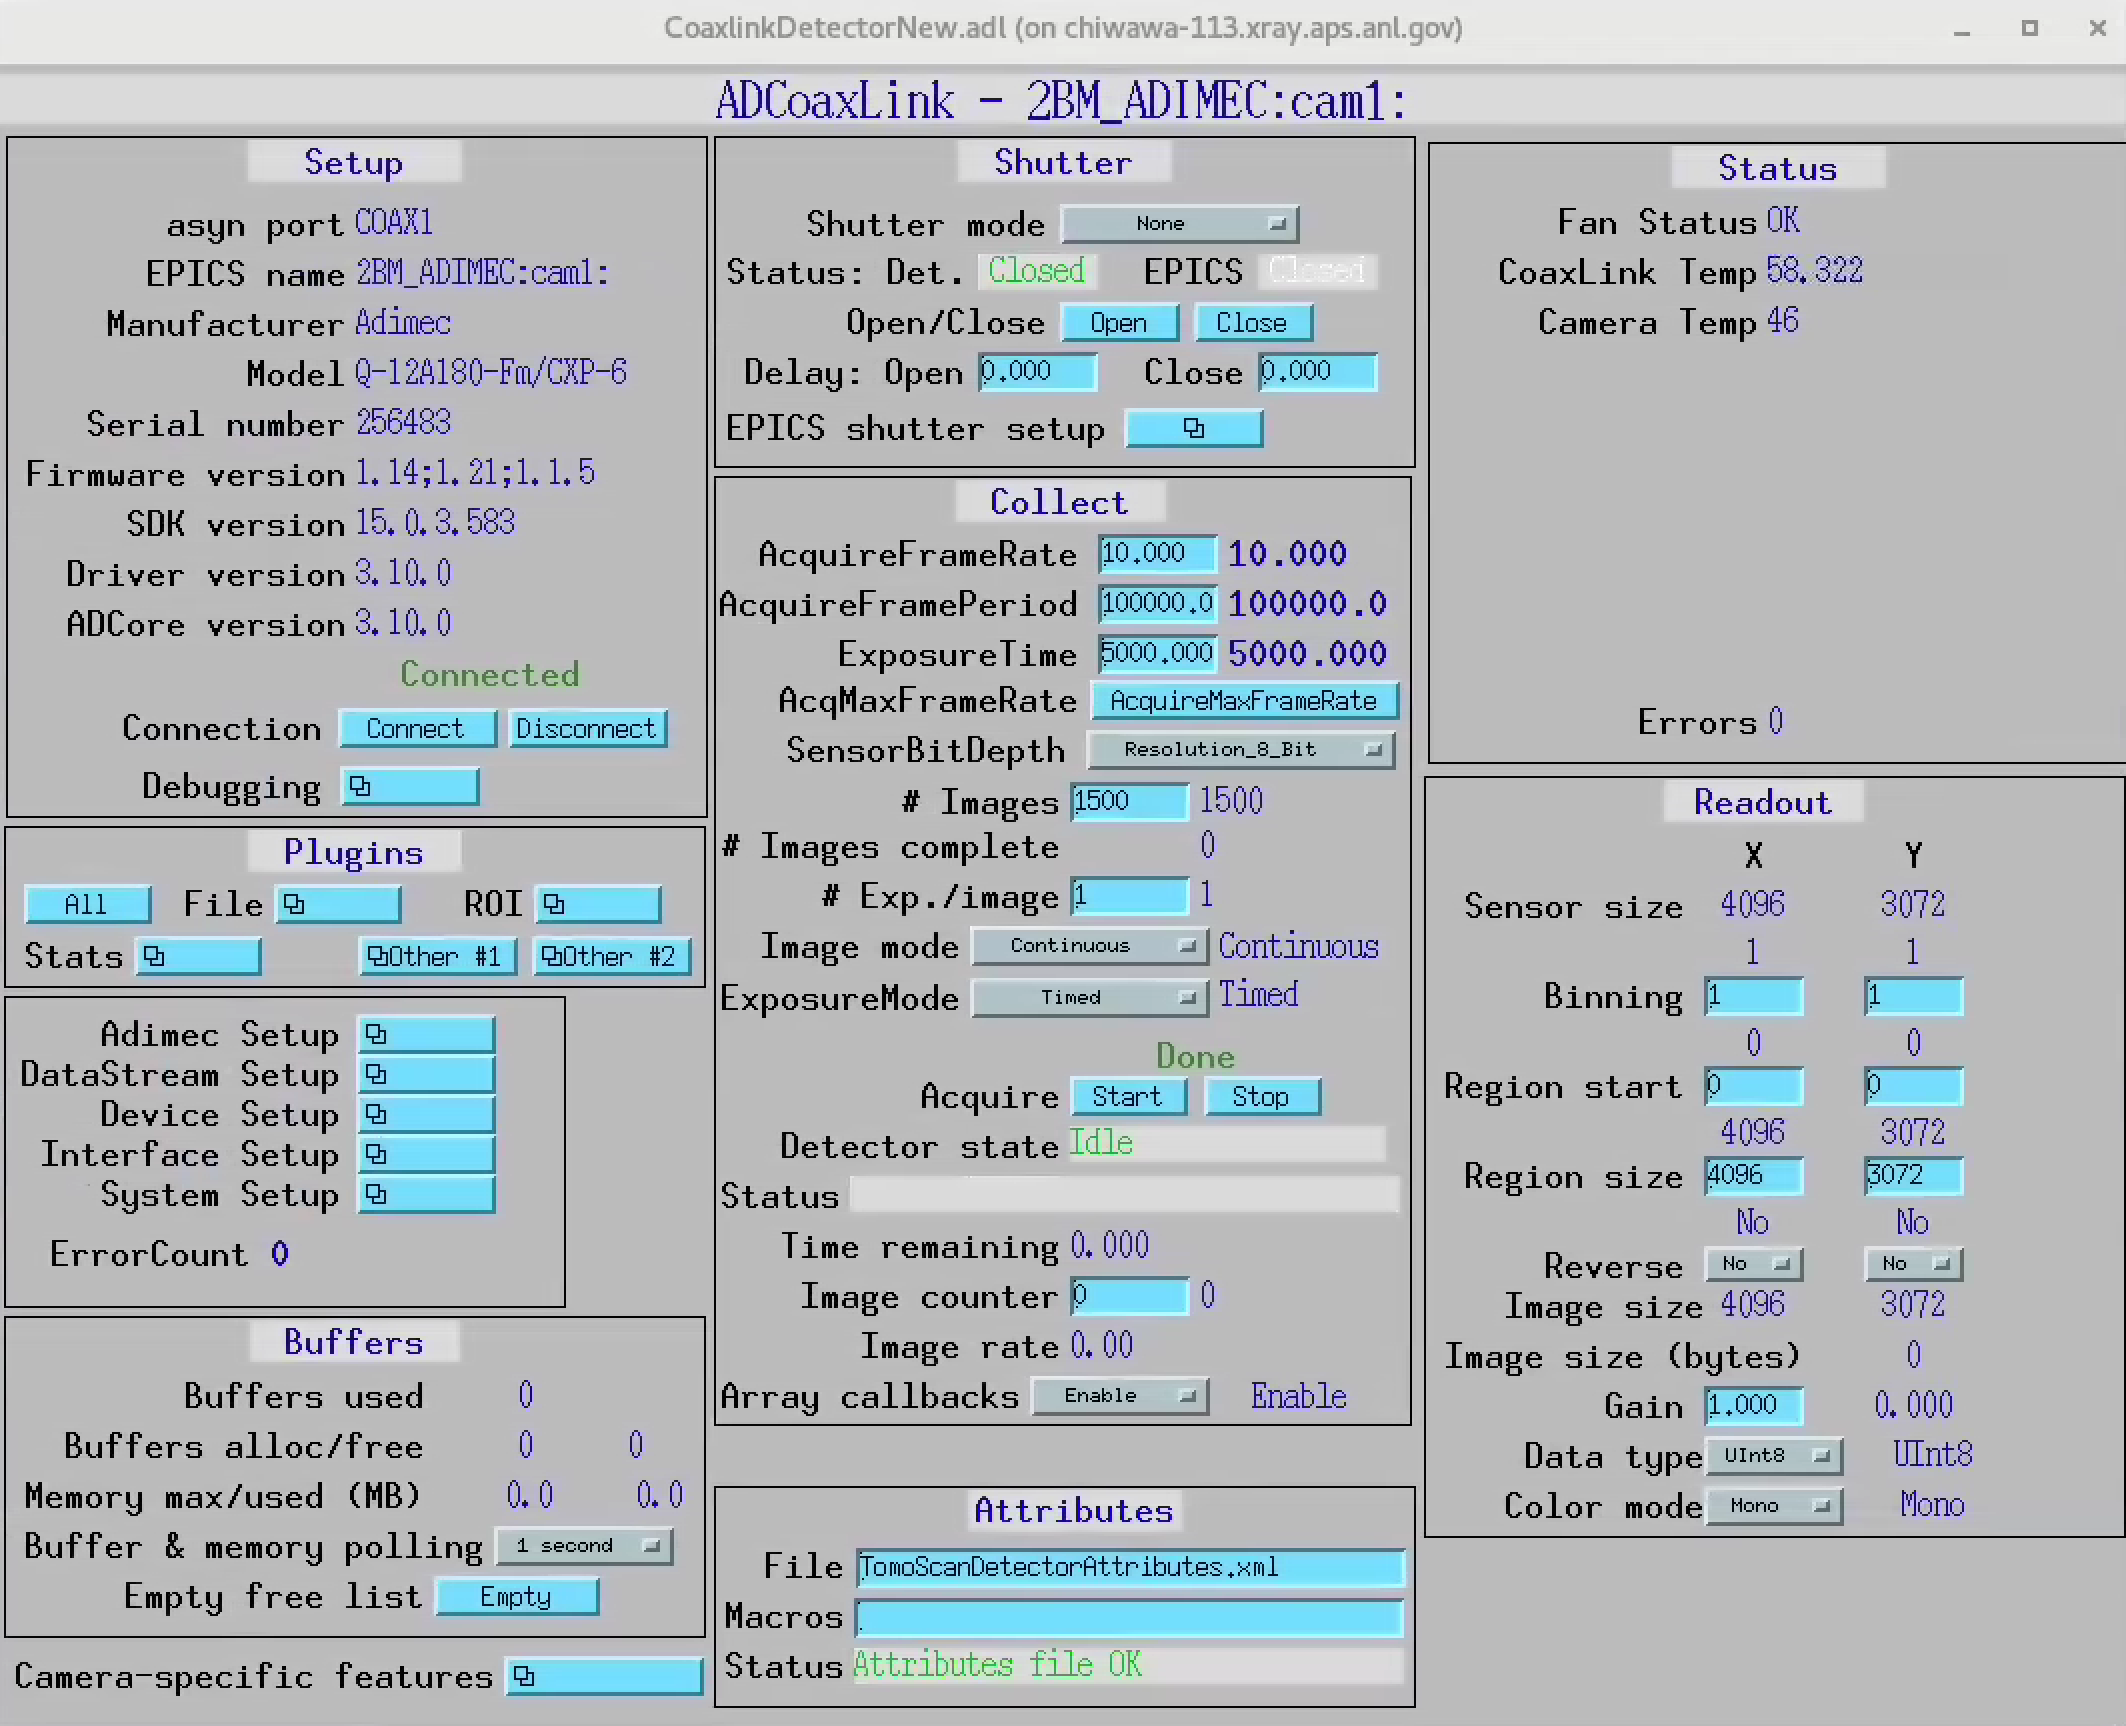 CoaxlinkDetectorNew.adl (on chiwawa-113.xray.aps.anl.gov)
ADCoaxLink - 2BM_ADIMEC:cam1:
Setup
asyn port COAX1
EPICS name 2BM_ADIMEC:cam1:
Manufacturer Adimec
Model Q-12A180-Fm/CXP-6
Serial number 256483
Firmware version 1.14;1.21;1.1.5
SDK version 15.0.3.583
Driver version 3.10.0
ADCore version 3.10.0
Connected
Connection Connect Disconnect
Debugging
Plugins
All File ROI
Stats Other #1 Other #2
Adimec Setup
DataStream Setup
Device Setup
Interface Setup
System Setup
ErrorCount 0
Buffers
Buffers used 0
Buffers alloc/free 0 0
Memory max/used (MB) 0.0 0.0
Buffer & memory polling 1 second
Empty free list Empty
Camera-specific features
Shutter
Shutter mode None
Status: Det. Closed EPICS Closed
Open/Close Open Close
Delay: Open 0.000 Close 0.000
EPICS shutter setup
Collect
AcquireFrameRate 10.000 10.000
AcquireFramePeriod 100000.0 100000.0
ExposureTime 5000.000 5000.000
AcqMaxFrameRate AcquireMaxFrameRate
SensorBitDepth Resolution_8_Bit
# Images 1500 1500
# Images complete 0
# Exp./image 1 1
Image mode Continuous Continuous
ExposureMode Timed Timed
Done
Acquire Start Stop
Detector state Idle
Status
Time remaining 0.000
Image counter 0 0
Image rate 0.00
Array callbacks Enable Enable
Attributes
File TomoScanDetectorAttributes.xml
Macros
Status Attributes file OK
Status
Fan Status OK
CoaxLink Temp 58.322
Camera Temp 46
Errors 0
Readout
X Y
Sensor size 4096 3072
1 1
Binning 1 1
0 0
Region start 0 0
4096 3072
Region size 4096 3072
No No
Reverse No No
Image size 4096 3072
Image size (bytes) 0
Gain 1.000 0.000
Data type UInt8 UInt8
Color mode Mono Mono